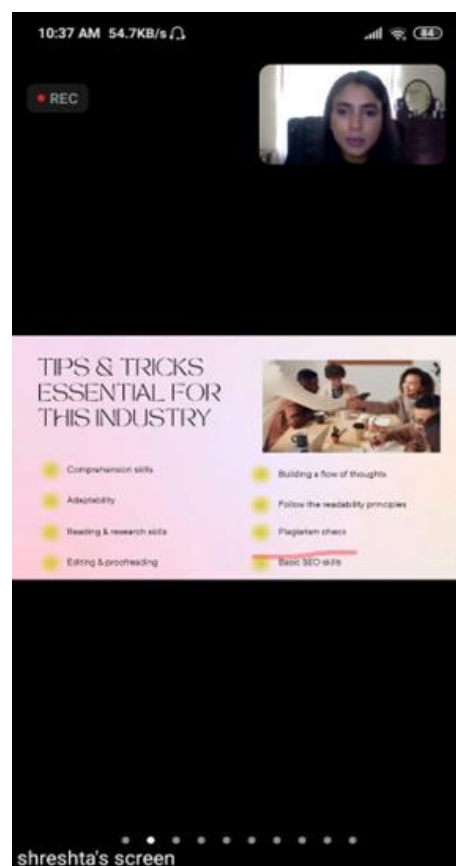 10:37 AM 54.7KB/s
84
REC
TIPS & TRICKS
ESSENTIAL FOR
THIS INDUSTRY
Comprehension skills
Adaptability
Reading & research skills
Editing & proofreading
Building a flow of thoughts
Follow the readability principles
Plagiarism check
Basic SEO skills
shreshta's screen